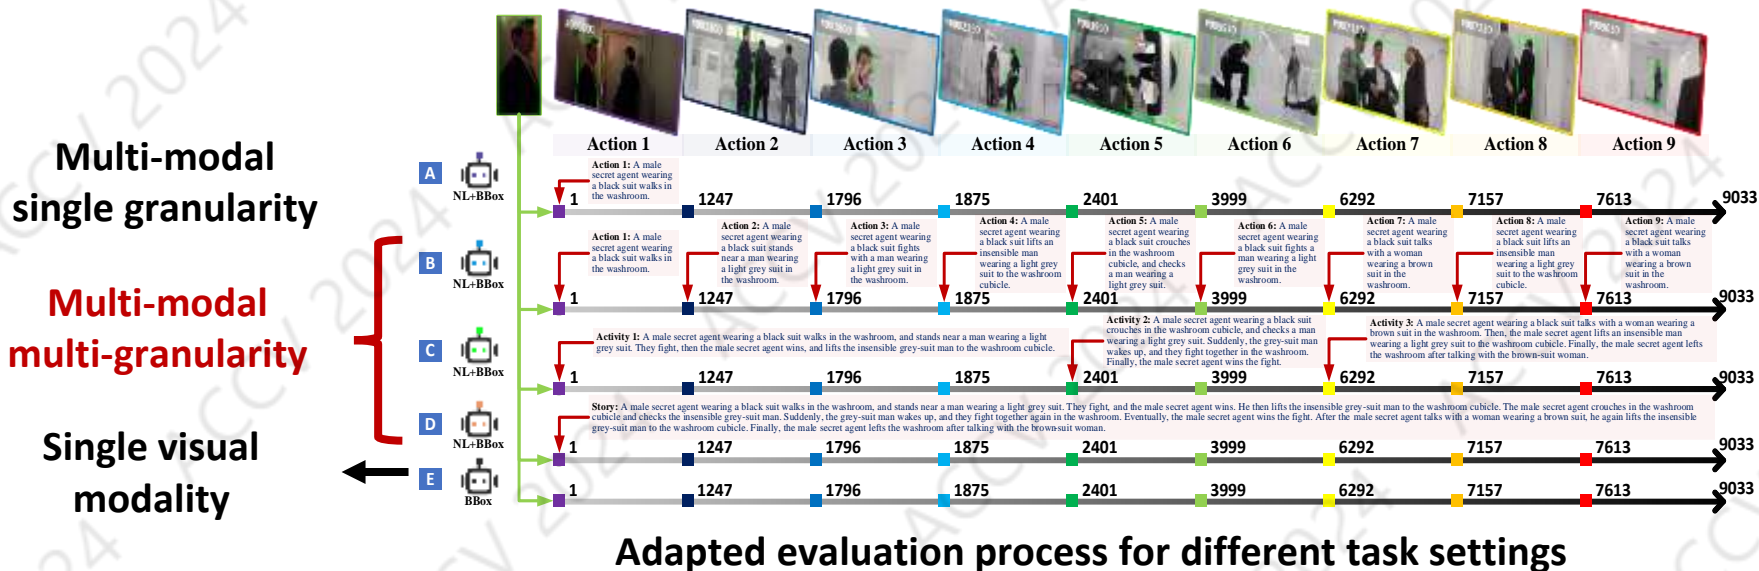 Action 1
Action 2
Action 3
Action 4
Action 5
Action 6
Action 7
Action 8
Action 9
Multi-modal
single granularity
A
NL+BBox
Action 1: A male
secret agent wearing
a black suit walks in
the washroom.
1
1247
1796
1875
2401
3999
6292
7157
7613
9033
Multi-modal
multi-granularity
B
NL+BBox
Action 1: A male
secret agent wearing
a black suit walks in
the washroom.
Action 2: A male
secret agent wearing
a black suit stands
near a man wearing
a light grey suit in
the washroom.
Action 3: A male
secret agent wearing
a black suit fights
with a man wearing
a light grey suit in
the washroom.
Action 4: A male
secret agent wearing
a black suit lifts an
insensible man
wearing a light grey
suit to the washroom
cubicle.
Action 5: A male
secret agent wearing
a black suit crouches
in the washroom
cubicle, and checks
a man wearing a
light grey suit.
Action 6: A male
secret agent wearing
a black suit fights a
man wearing a light
grey suit in the
washroom.
Action 7: A male
secret agent wearing
a black suit talks
with a woman
wearing a brown
suit in the
washroom.
Action 8: A male
secret agent wearing
a black suit lifts an
insensible man
wearing a light grey
suit to the washroom
cubicle.
Action 9: A male
secret agent wearing
a black suit talks
with a woman
wearing a brown
suit in the
washroom.
1
1247
1796
1875
2401
3999
6292
7157
7613
9033
C
NL+BBox
Activity 1: A male secret agent wearing a black suit walks in the washroom, and stands near a man wearing a light
grey suit. They fight, then the male secret agent wins, and lifts the insensible grey-suit man to the washroom cubicle.
Activity 2: A male secret agent wearing a black suit
crouches in the washroom cubicle, and checks a man
wearing a light grey suit. Suddenly, the grey-suit man
wakes up, and they fight together in the washroom.
Finally, the male secret agent wins the fight.
Activity 3: A male secret agent wearing a black suit talks with a woman wearing a
brown suit in the washroom. Then, the male secret agent lifts an insensible man
wearing a light grey suit to the washroom cubicle. Finally, the male secret agent lefts
the washroom after talking with the brown-suit woman.
1
1247
1796
1875
2401
3999
6292
7157
7613
9033
Single visual
modality
D
NL+BBox
Story: A male secret agent wearing a black suit walks in the washroom, and stands near a man wearing a light grey suit. They fight, and the male secret agent wins. He then lifts the insensible grey-suit man to the washroom cubicle. The male secret agent crouches in the washroom
cubicle and checks the insensible grey-suit man. Suddenly, the grey-suit man wakes up, and they fight together again in the washroom. Eventually, the male secret agent wins the fight. After the male secret agent talks with a woman wearing a brown suit, he again lifts the insensible
grey-suit man to the washroom cubicle. Finally, the male secret agent lefts the washroom after talking with the brown-suit woman.
1
1247
1796
1875
2401
3999
6292
7157
7613
9033
E
BBox
1
1247
1796
1875
2401
3999
6292
7157
7613
9033
Adapted evaluation process for different task settings
ACCV 2024